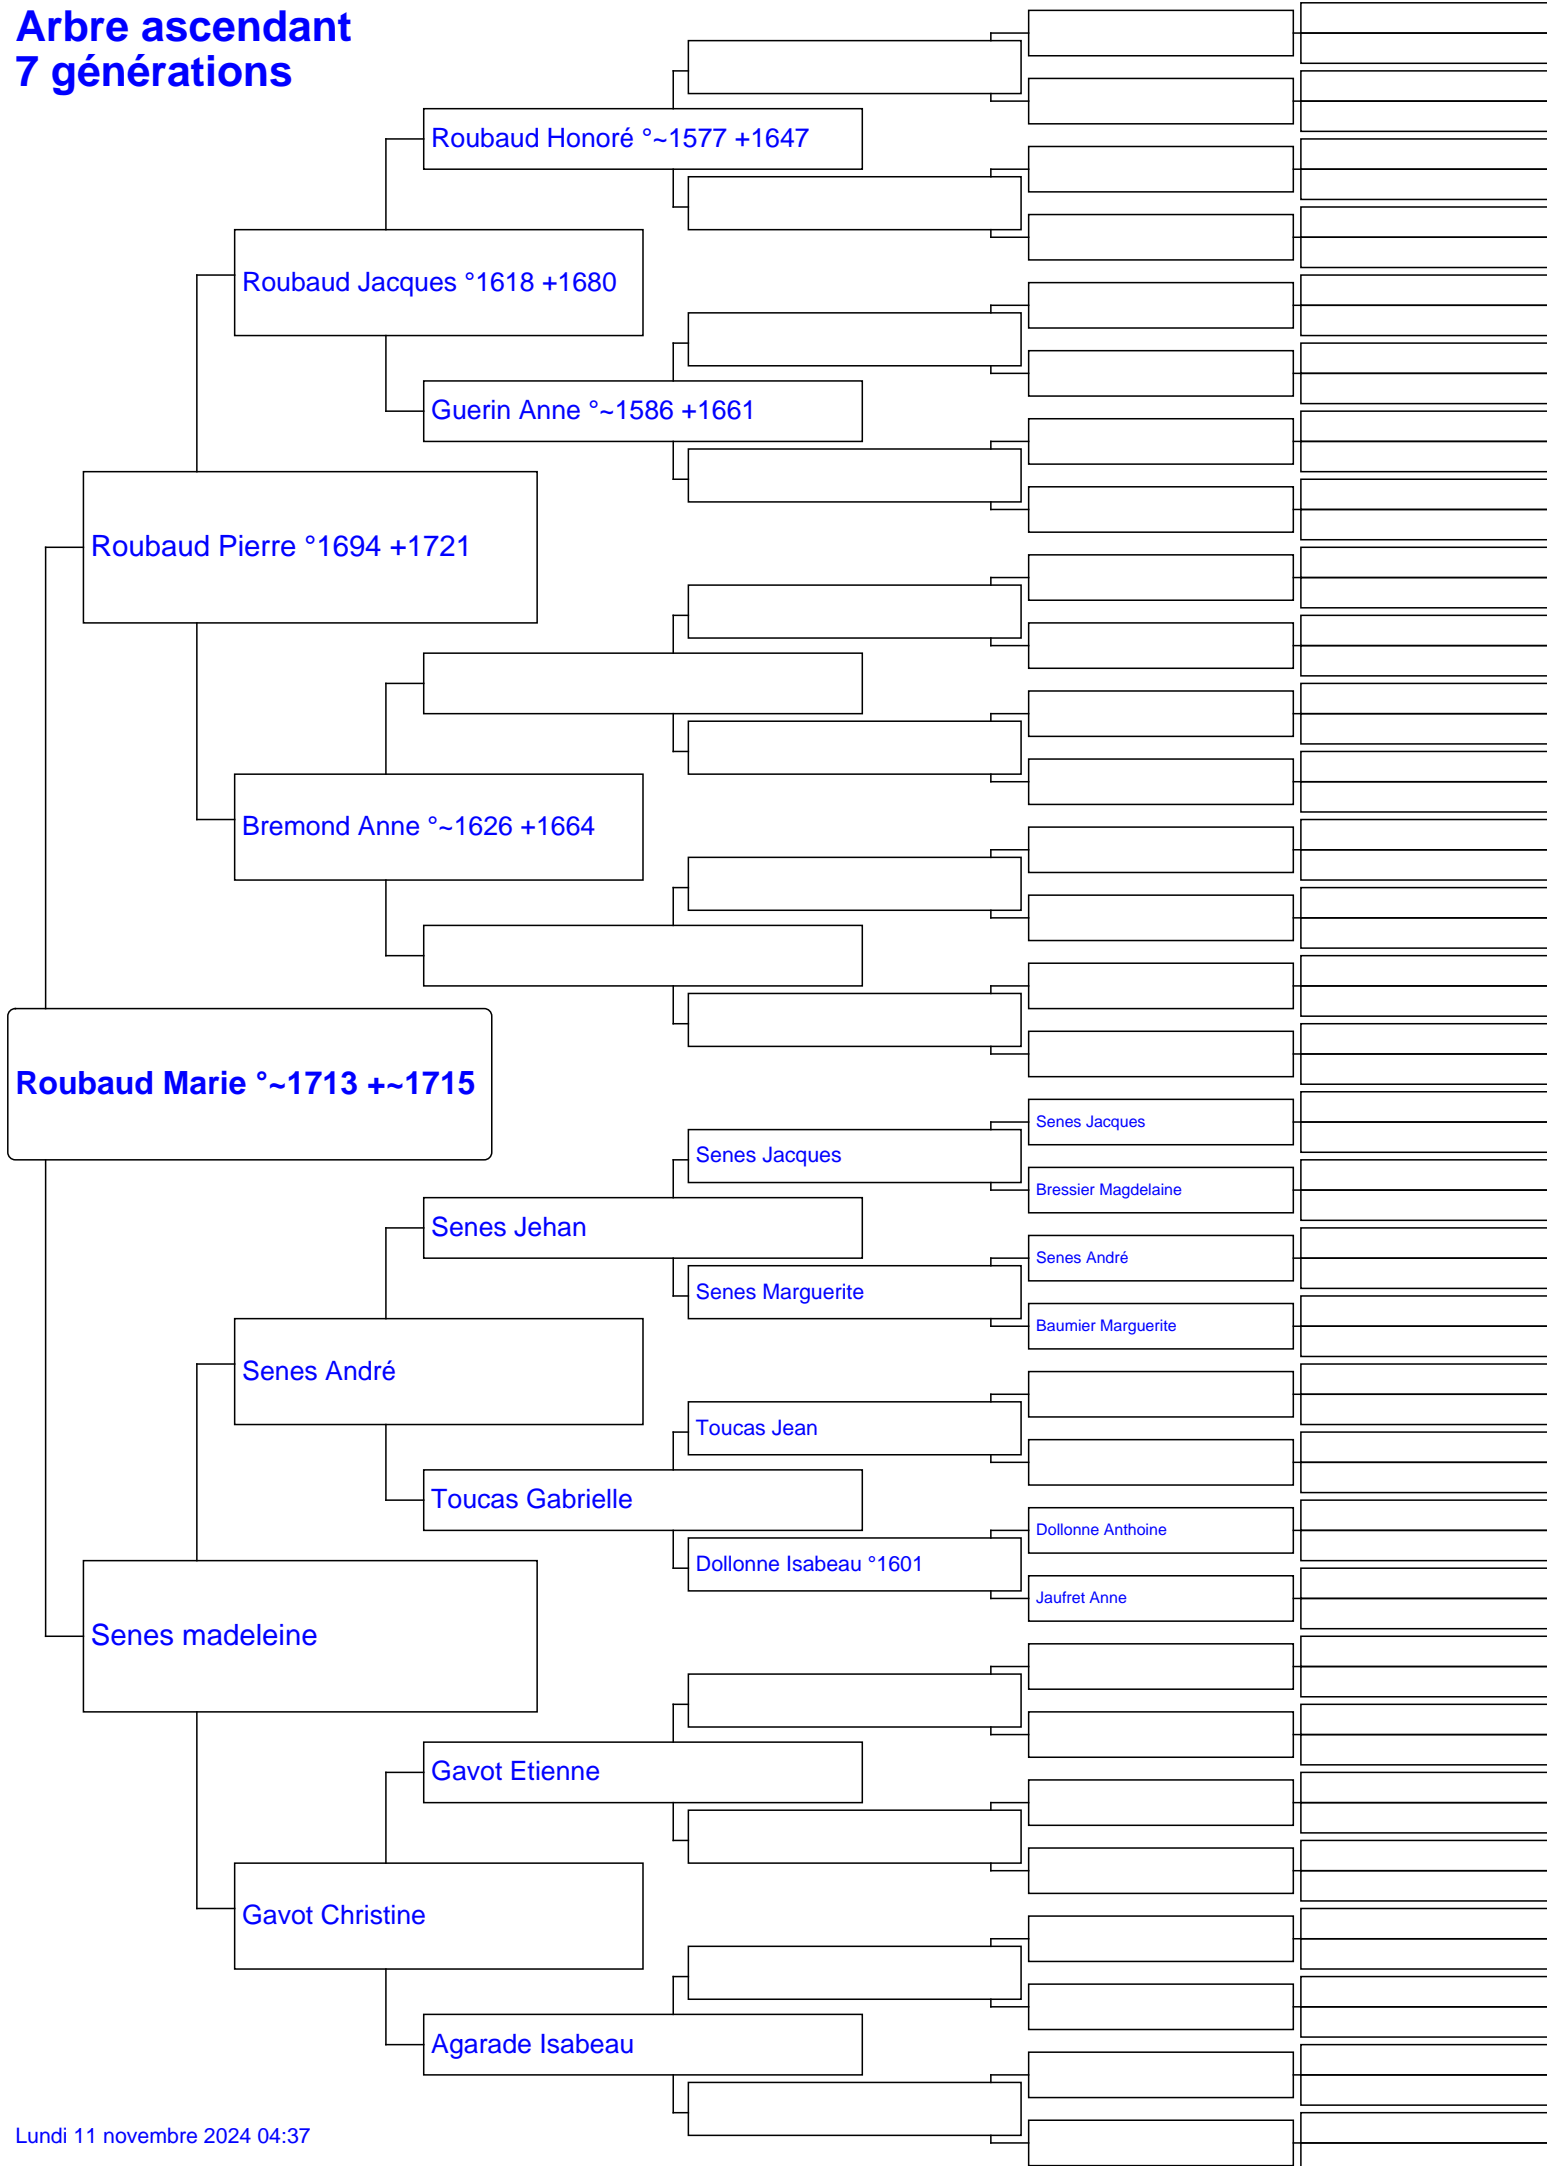 Arbre ascendant
7 générations
Roubaud Honoré °~1577 +1647
Roubaud Jacques °1618 +1680
Guerin Anne °~1586 +1661
Roubaud Pierre °1694 +1721
Bremond Anne °~1626 +1664
Roubaud Marie °~1713 +~1715
Senes Jacques
Senes Jacques
Bressier Magdelaine
Senes Jehan
Senes André
Senes Marguerite
Baumier Marguerite
Senes André
Toucas Jean
Toucas Gabrielle
Dollonne Anthoine
Dollonne Isabeau °1601
Jaufret Anne
Senes madeleine
Gavot Etienne
Gavot Christine
Agarade Isabeau
Lundi 11 novembre 2024 04:37